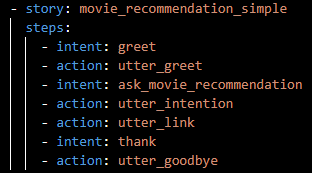 - story: movie_recommendation_simple
steps:
- intent: greet
- action: utter_greet
- intent: ask_movie_recommendation
- action: utter_intention
- action: utter_link
- intent: thank
- action: utter_goodbye